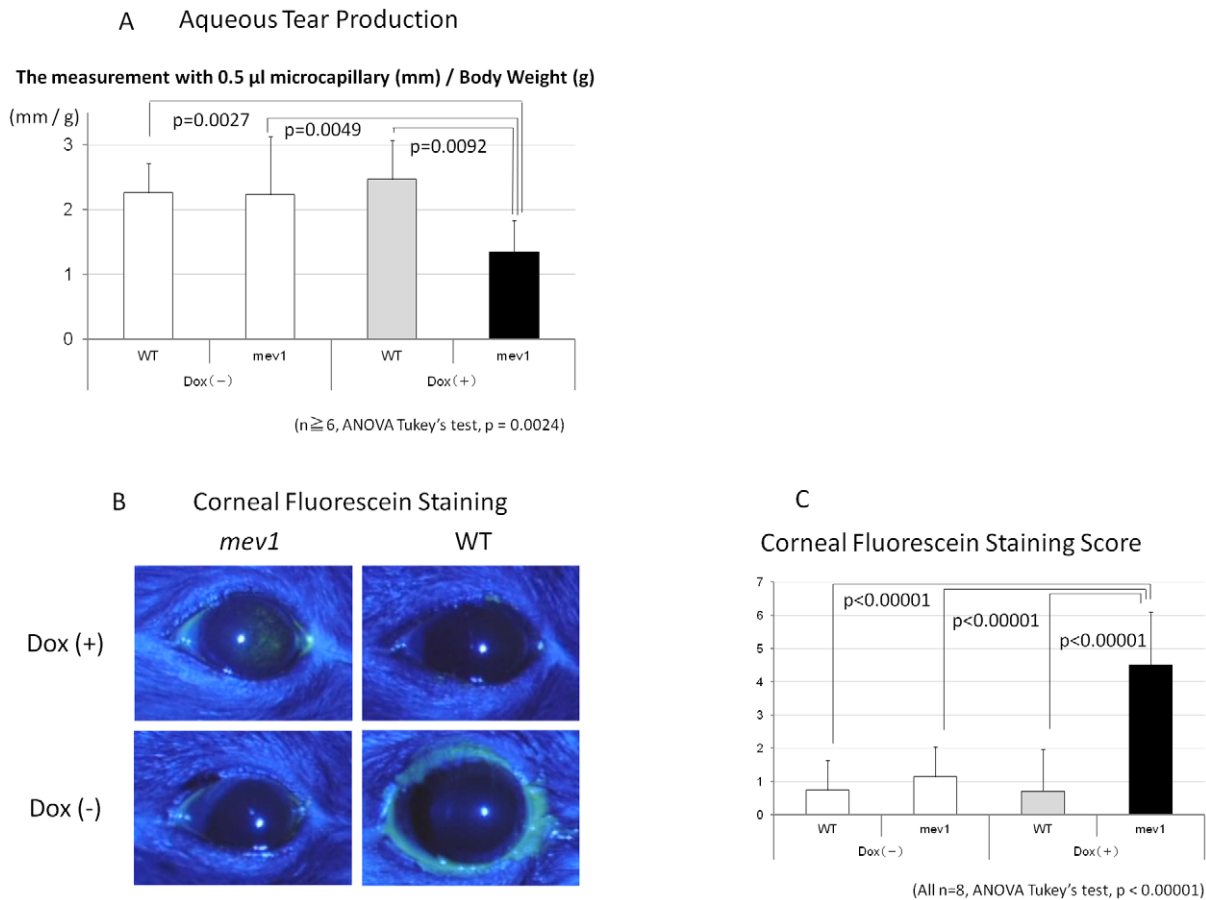 A Aqueous Tear Production
The measurement with 0.5 µl microcapillary (mm) / Body Weight (g)
(mm / g)
p=0.0027
p=0.0049
p=0.0092
3
2
1
0
WT mev1 WT mev1
Dox(−) Dox(+)
(n≧6, ANOVA Tukey's test, p = 0.0024)
B Corneal Fluorescein Staining
mev1 WT
Dox (+)
Dox (-)
C
Corneal Fluorescein Staining Score
7
6
5
4
3
2
1
0
p<0.00001
p<0.00001
p<0.00001
WT mev1 WT mev1
Dox(−) Dox(+)
(All n=8, ANOVA Tukey's test, p < 0.00001)